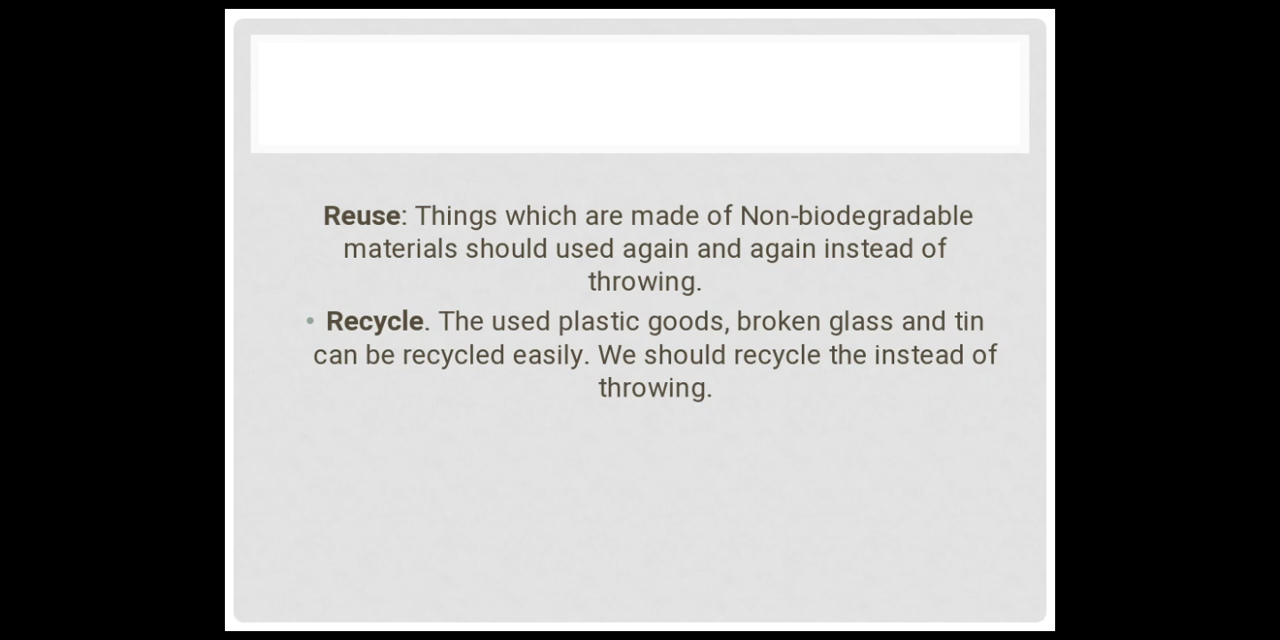 Reuse: Things which are made of Non-biodegradable
materials should used again and again instead of
throwing.
• Recycle. The used plastic goods, broken glass and tin
can be recycled easily. We should recycle the instead of
throwing.